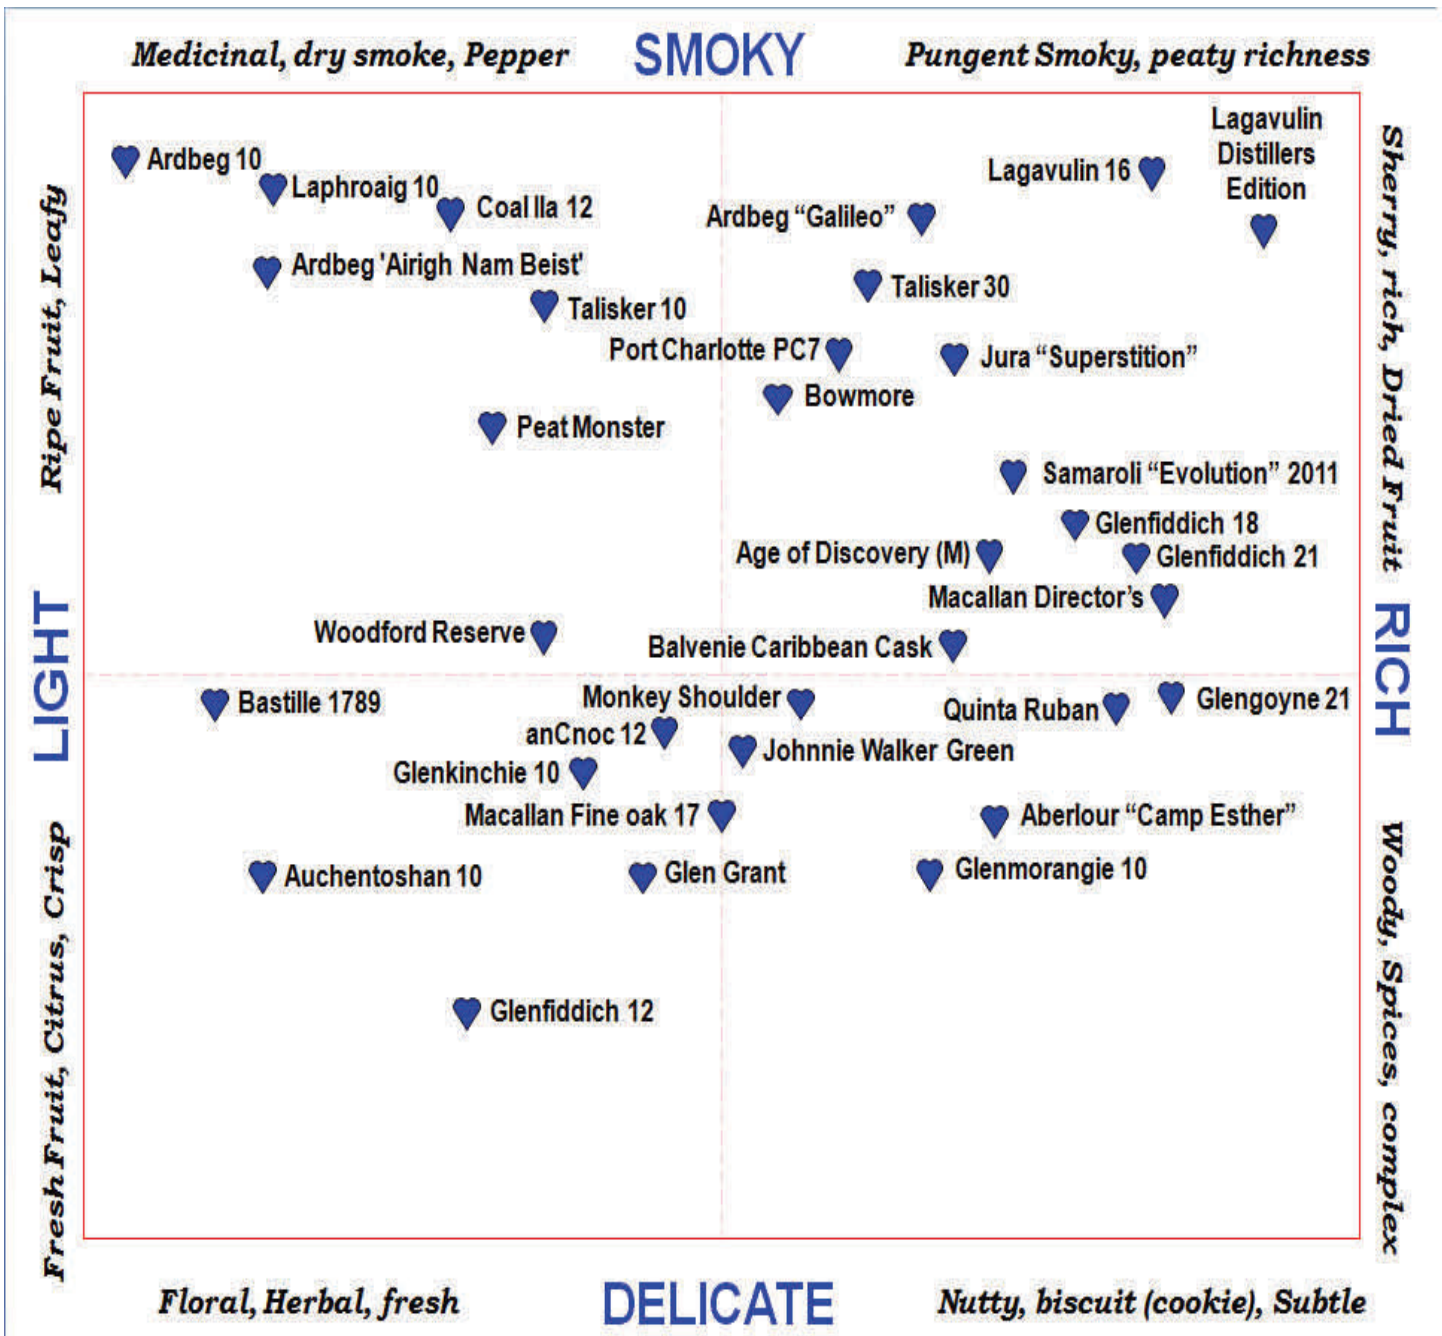 SMOKY
Medicinal, dry smoke, Pepper
Pungent Smoky, peaty richness
Lagavulin
Distillers
Edition
Ardbeg 10
Lagavulin 16
Laphroaig 10
Coal Ila 12
Ardbeg “Galileo”
Ardbeg 'Airigh Nam Beist'
Talisker 30
Talisker 10
Port Charlotte PC7
Jura “Superstition”
Bowmore
Peat Monster
Samaroli “Evolution” 2011
Glenfiddich 18
Age of Discovery (M)
Glenfiddich 21
Macallan Director’s
Woodford Reserve
Balvenie Caribbean Cask
Bastille 1789
Monkey Shoulder
Quinta Ruban
Glengoyne 21
anCnoc 12
Johnnie Walker Green
Glenkinchie 10
Macallan Fine oak 17
Aberlour “Camp Esther”
Auchentoshan 10
Glen Grant
Glenmorangie 10
Glenfiddich 12
Ripe Fruit, Leafy
LIGHT
Fresh Fruit, Citrus, Crisp
Sherry, rich, Dried Fruit
RICH
Woody, Spices, complex
Floral, Herbal, fresh
DELICATE
Nutty, biscuit (cookie), Subtle